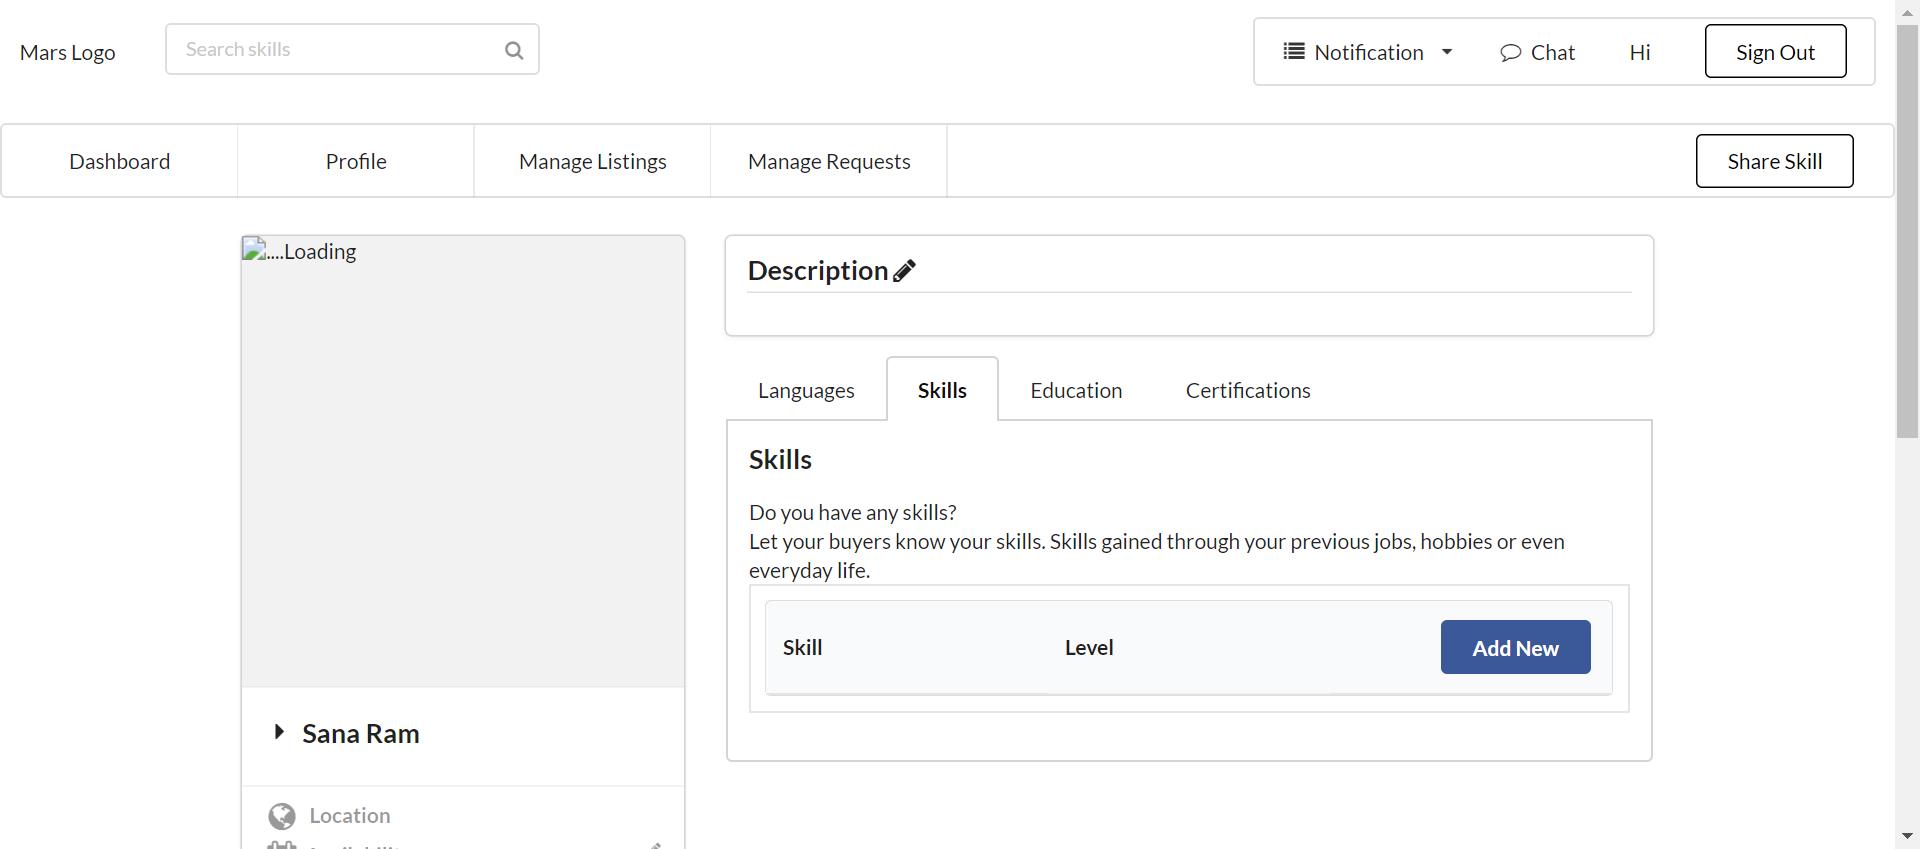 Mars Logo
Search skills
Notification
Chat
Hi
Sign Out
Dashboard
Profile
Manage Listings
Manage Requests
Share Skill
....Loading
Sana Ram
Location
Description
Languages
Skills
Education
Certifications
Skills
Do you have any skills?
Let your buyers know your skills. Skills gained through your previous jobs, hobbies or even
everyday life.
Skill
Level
Add New